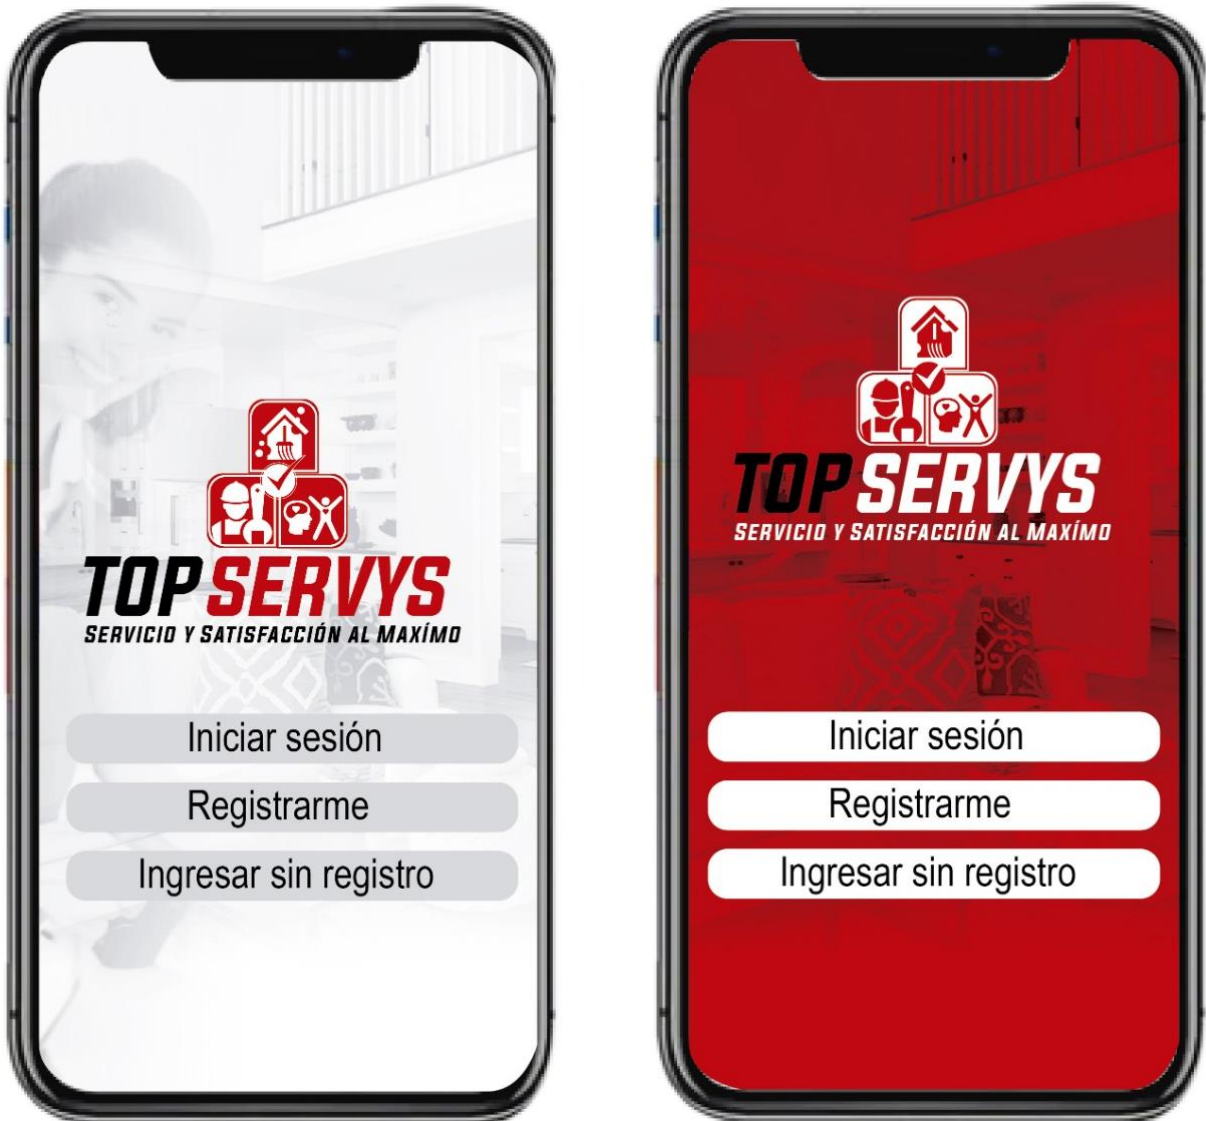 TOP SERVYS
SERVICIO Y SATISFACCIÓN AL MAXÍMO
Iniciar sesión
Registrarme
Ingresar sin registro
TOP SERVYS
SERVICIO Y SATISFACCIÓN AL MAXÍMO
Iniciar sesión
Registrarme
Ingresar sin registro